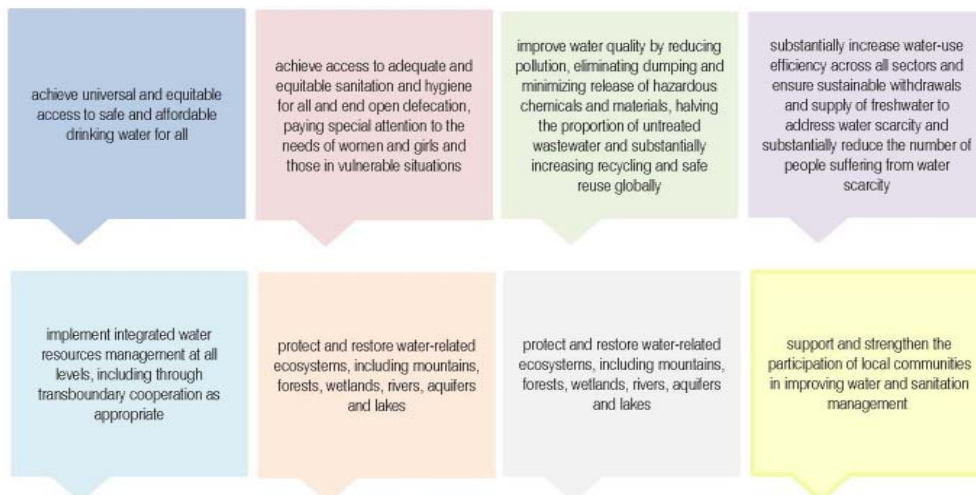 achieve universal and equitable
access to safe and affordable
drinking water for all
achieve access to adequate and
equitable sanitation and hygiene
for all and end open defecation,
paying special attention to the
needs of women and girls and
those in vulnerable situations
improve water quality by reducing
pollution, eliminating dumping and
minimizing release of hazardous
chemicals and materials, halving
the proportion of untreated
wastewater and substantially
increasing recycling and safe
reuse globally
substantially increase water-use
efficiency across all sectors and
ensure sustainable withdrawals
and supply of freshwater to
address water scarcity and
substantially reduce the number of
people suffering from water
scarcity
implement integrated water
resources management at all
levels, including through
transboundary cooperation as
appropriate
protect and restore water-related
ecosystems, including mountains,
forests, wetlands, rivers, aquifers
and lakes
protect and restore water-related
ecosystems, including mountains,
forests, wetlands, rivers, aquifers
and lakes
support and strengthen the
participation of local communities
in improving water and sanitation
management